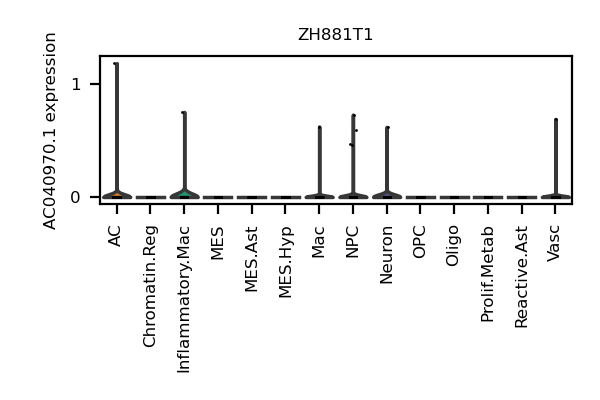 ZH881T1
AC040970.1 expression
1
0
AC
Chromatin.Reg
Inflammatory.Mac
MES
MES.Ast
MES.Hyp
Mac
NPC
Neuron
OPC
Oligo
Prolif.Metab
Reactive.Ast
Vasc